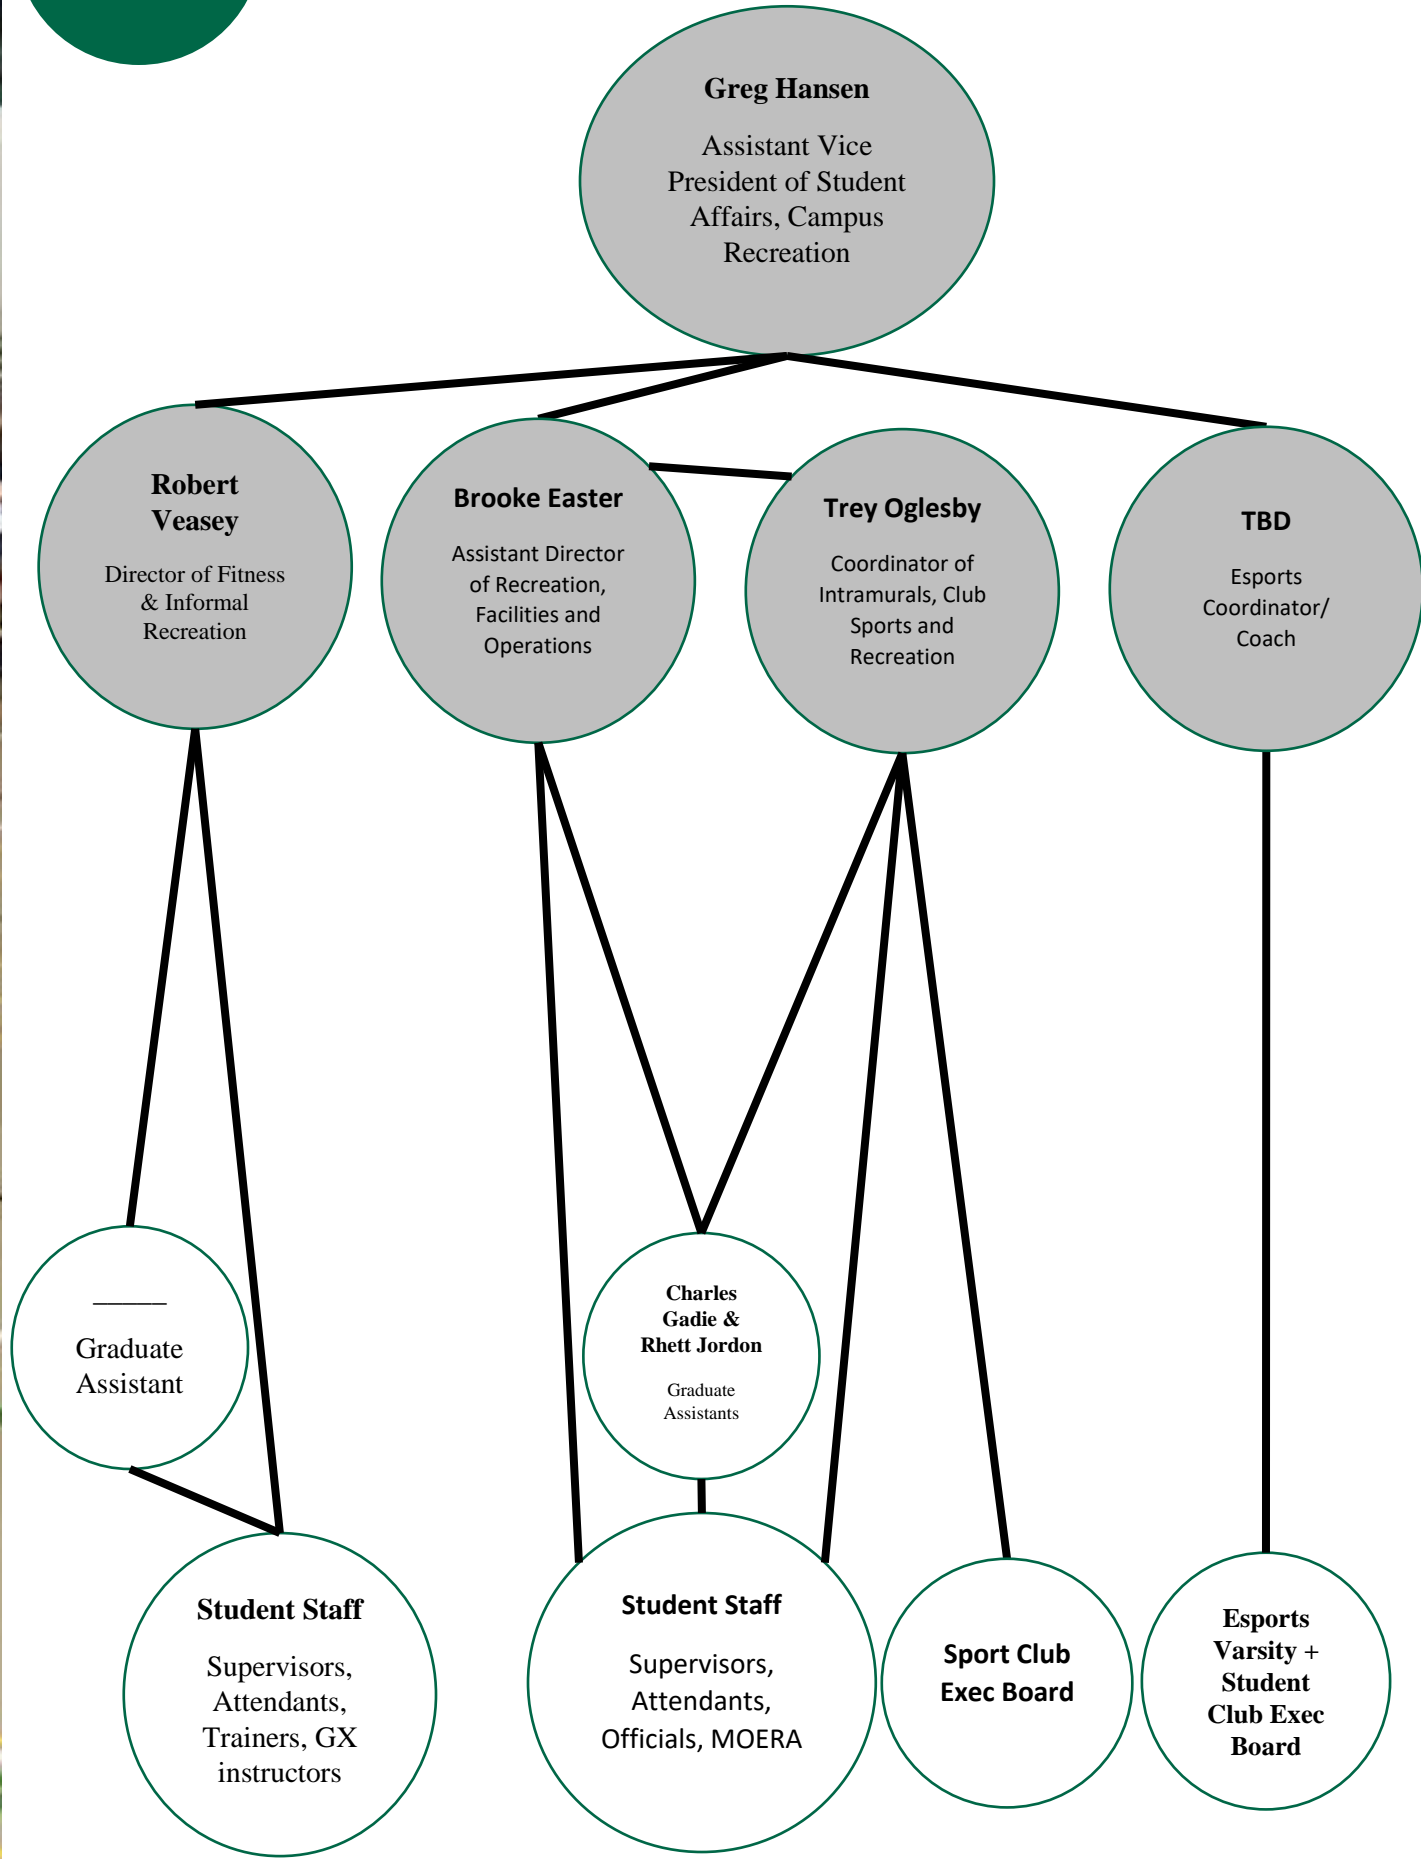 Greg Hansen
Assistant Vice
President of Student
Affairs, Campus
Recreation
Robert
Veasey
Director of Fitness
& Informal
Recreation
Brooke Easter
Assistant Director
of Recreation,
Facilities and
Operations
Trey Oglesby
Coordinator of
Intramurals, Club
Sports and
Recreation
TBD
Esports
Coordinator/
Coach
_____
Graduate
Assistant
Charles
Gadie &
Rhett Jordon
Graduate
Assistants
Student Staff
Supervisors,
Attendants,
Trainers, GX
instructors
Student Staff
Supervisors,
Attendants,
Officials, MOERA
Sport Club
Exec Board
Esports
Varsity +
Student
Club Exec
Board